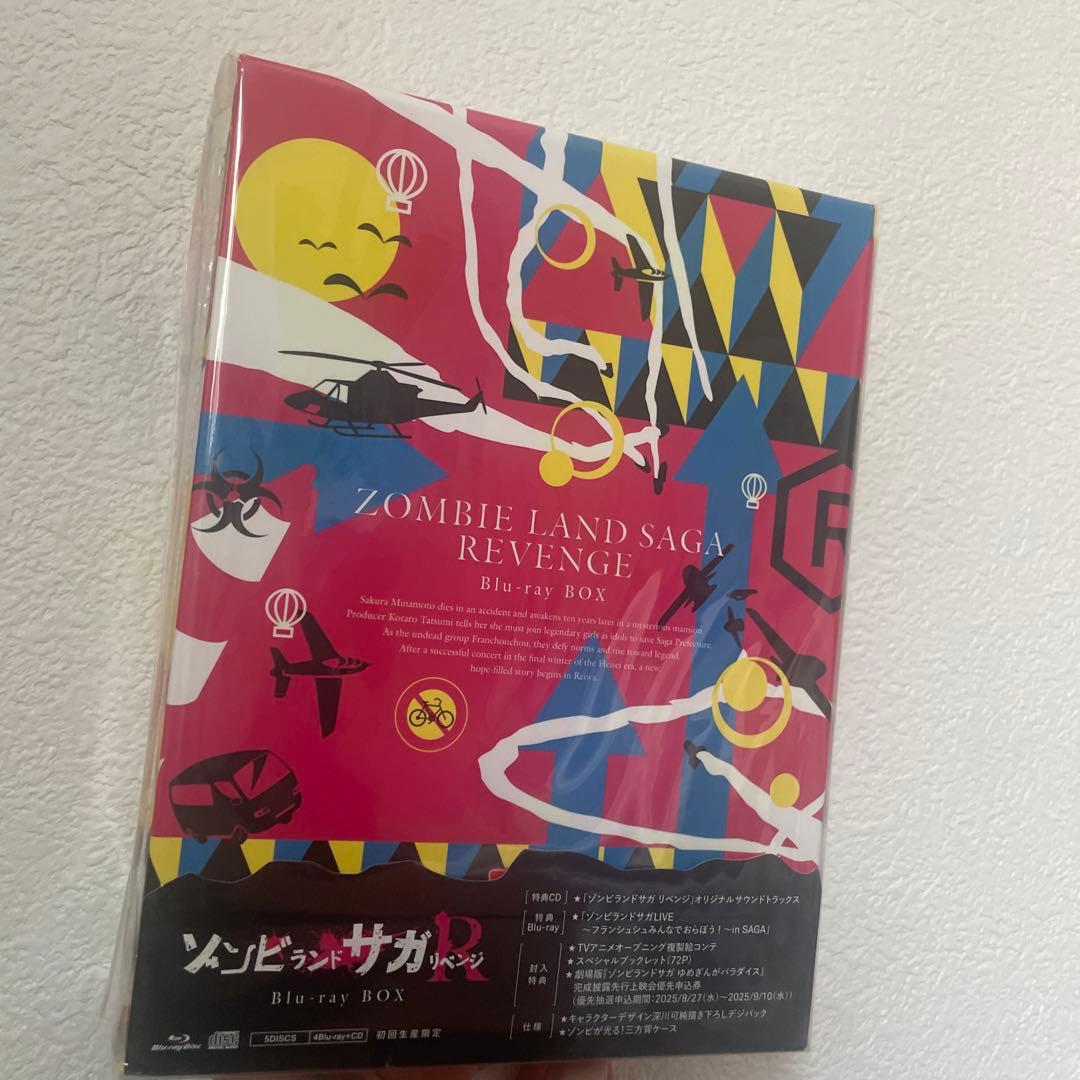 R
ZOMBIE LAND SAGA
REVENGE
Blu-ray BOX
Sakura Minamoto dies in an accident and awakens ten years later in a mysterious mansion.
Producer Kotaro Tatsumi tells her she must join legendary girls as idols to save Saga Prefecture.
As the undead group Franchouchou, they defy norms and rise toward legend.
After a successful concert in the final winter of the Heisei era, a new,
hope-filled story begins in Reiwa.
ゾンビランドサガリベンジ
R
Blu-ray BOX
Blu-ray Disc
COMPACT disc DIGITAL AUDIO
5DISCS 4Blu-ray+CD 初回生産限定
[特典CD] ★「ゾンビランドサガ リベンジ」オリジナルサウンドトラックス
[特典 Blu-ray] ★「ゾンビランドサガLIVE
～フランシュシュみんなでおらぼう！～in SAGA」
[封入特典] ★TVアニメオープニング複製絵コンテ
★スペシャルブックレット(72P)
★劇場版『ゾンビランドサガ ゆめぎんがパラダイス』
完成披露先行上映会優先申込券
(優先抽選申込期間:2025/8/27(水)～2025/9/10(水))
[仕様] ★キャラクターデザイン深川可純描き下ろしデジパック
★ゾンビが光る!三方背ケース